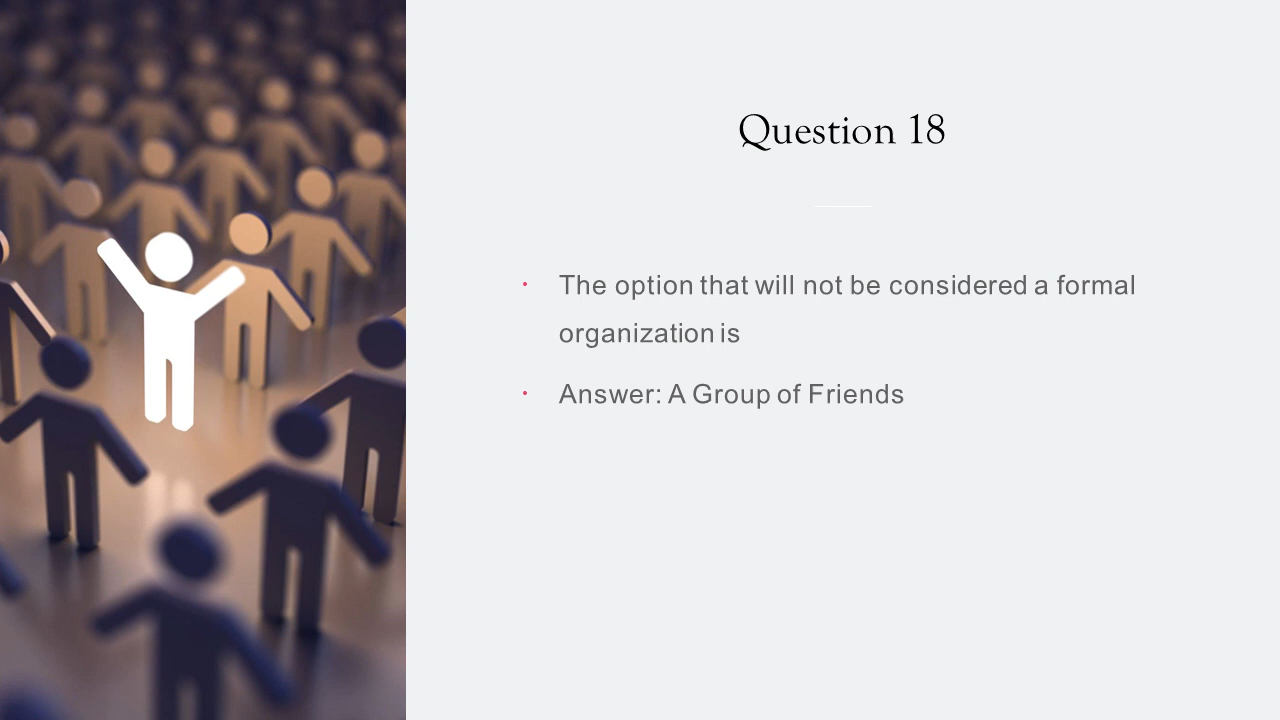 Question 18
• The option that will not be considered a formal
organization is
• Answer: A Group of Friends